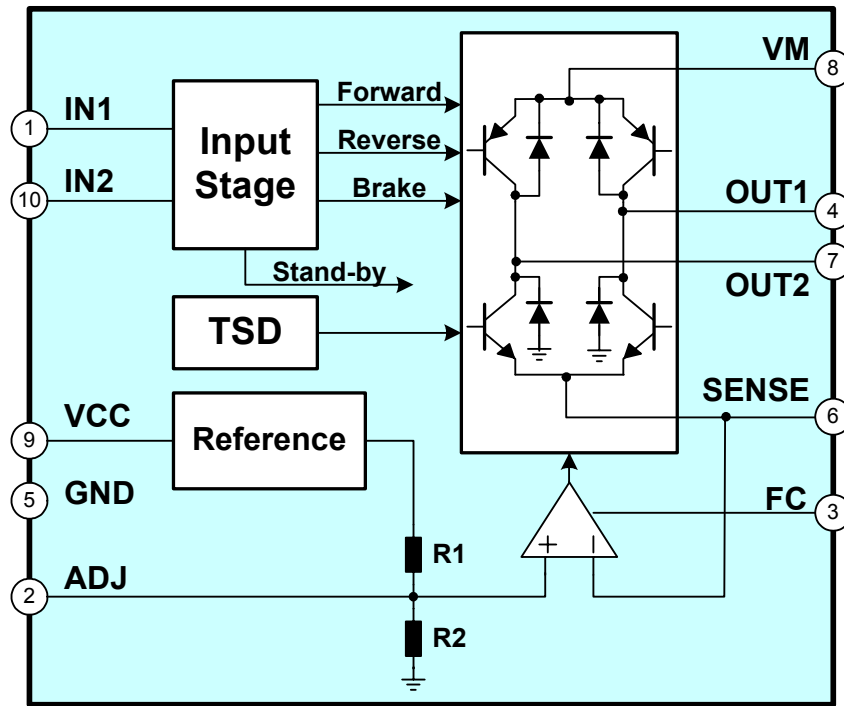 IN1
1
IN2
10
Input
Stage
Forward
Reverse
Brake
Stand-by
TSD
VCC
9
Reference
GND
5
ADJ
2
R1
R2
+
−
VM
8
OUT1
4
7
OUT2
SENSE
6
FC
3